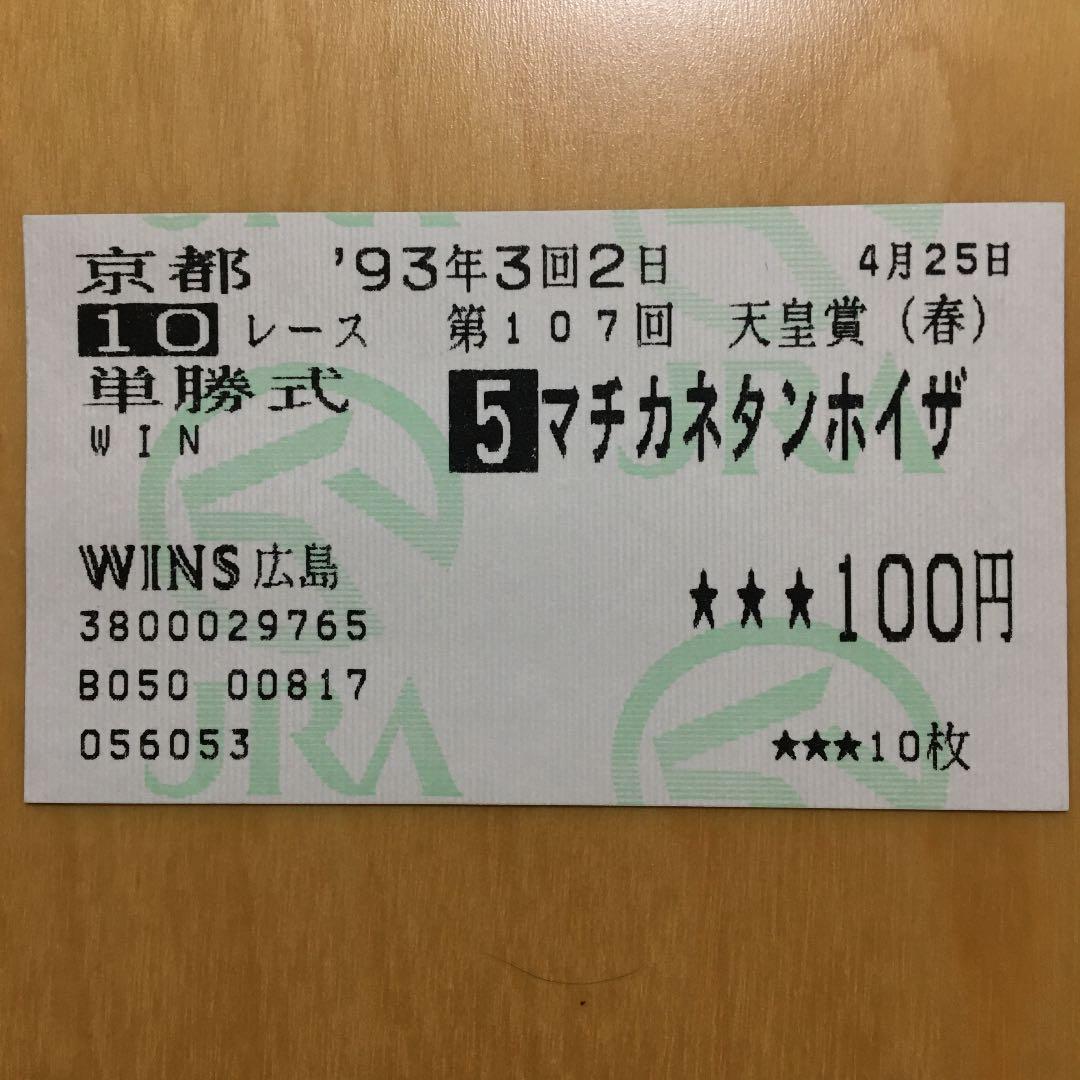 京都 '93年3回2日 4月25日
10 レース 第107回 天皇賞(春)
単勝式
WIN
5 マチカネタンホイザ
WINS広島
★★★100円
3800029765
B050 00817
056053
★★★10枚
JRA
JRA
JRA